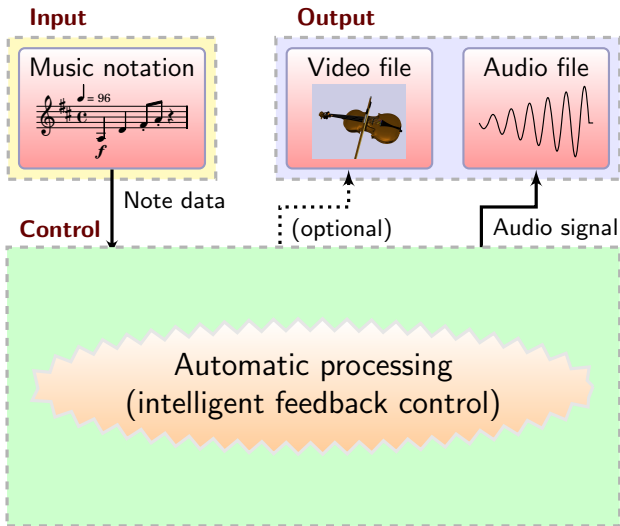 Input
Output
Music notation
♩ = 96
f
Video file
Audio file
Note data
(optional)
Audio signal
Control
Automatic processing
(intelligent feedback control)